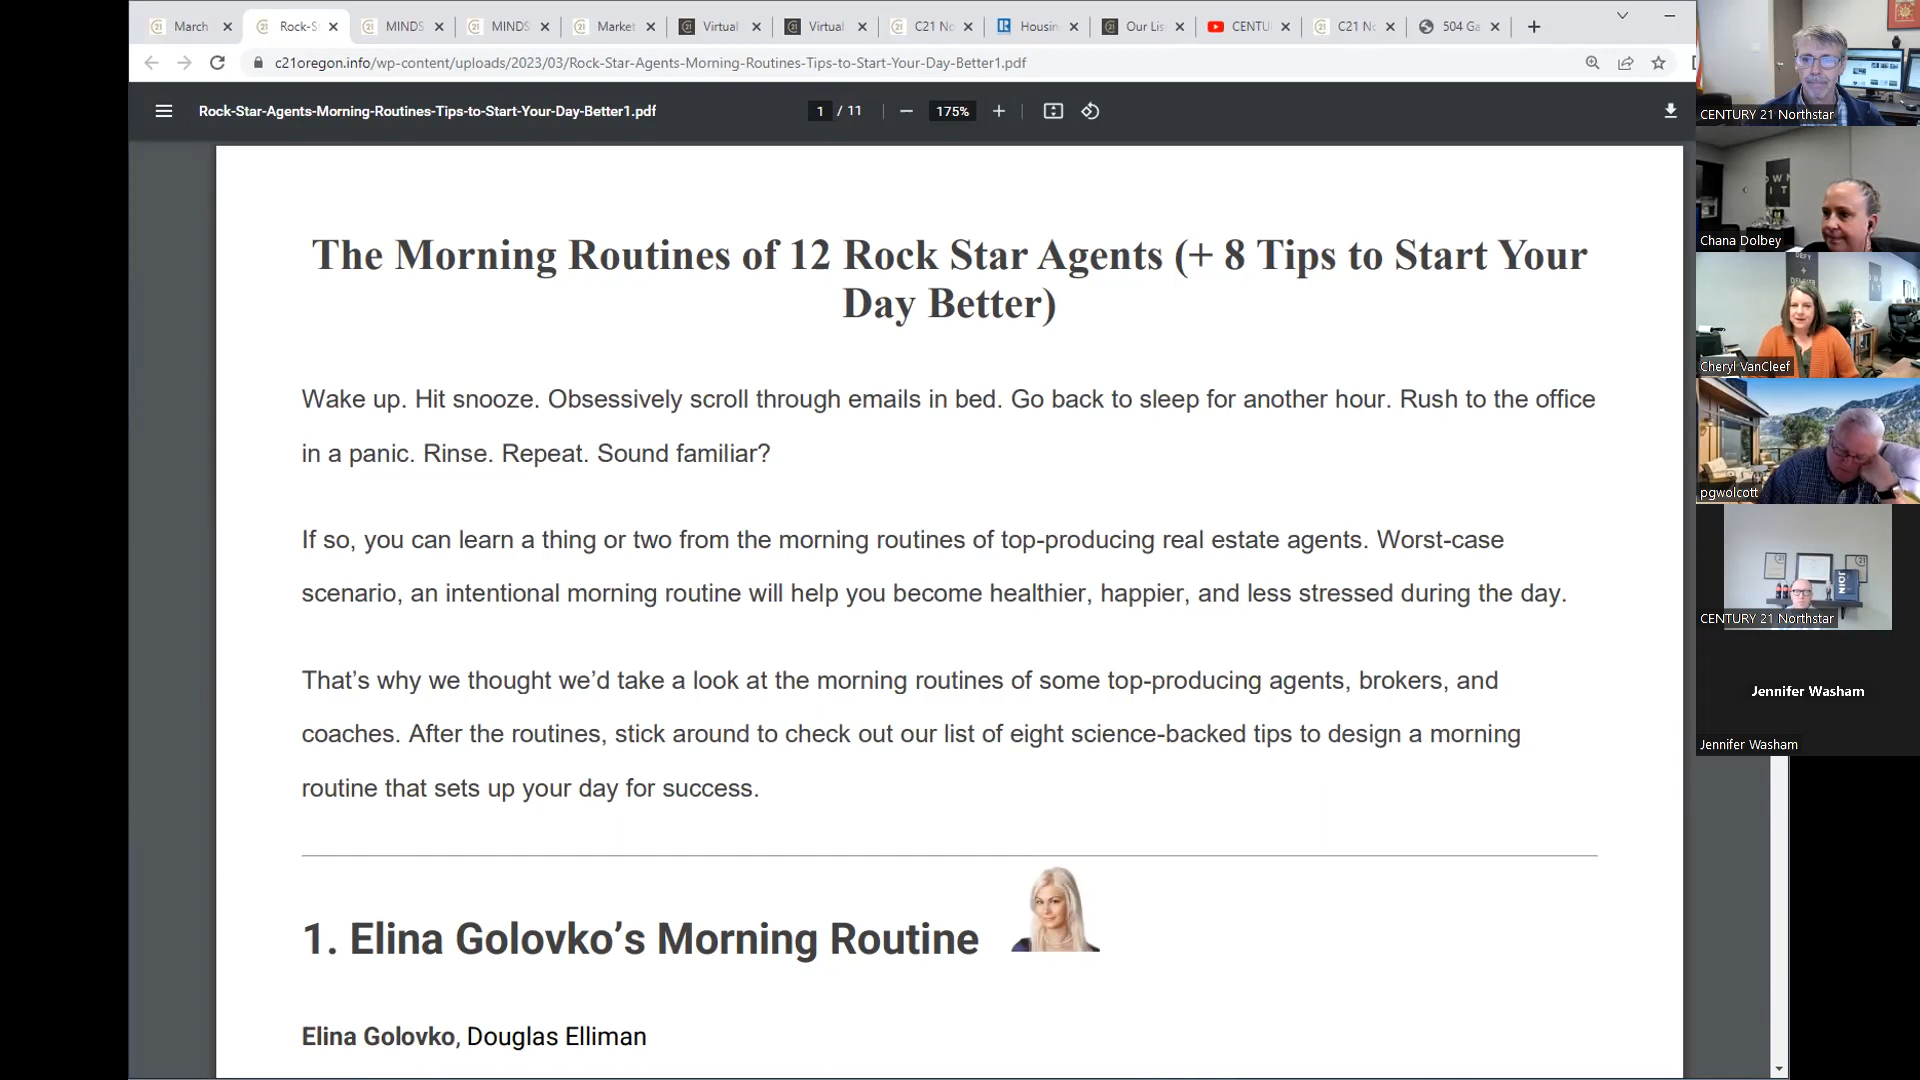 March
Rock-S
MINDS
MINDS
Market
Virtual
Virtual
C21 No
Housin
Our Lis
CENTU
C21 No
504 Ga
c21oregon.info/wp-content/uploads/2023/03/Rock-Star-Agents-Morning-Routines-Tips-to-Start-Your-Day-Better1.pdf
Rock-Star-Agents-Morning-Routines-Tips-to-Start-Your-Day-Better1.pdf
1 / 11
175%
The Morning Routines of 12 Rock Star Agents (+ 8 Tips to Start Your
Day Better)
Wake up. Hit snooze. Obsessively scroll through emails in bed. Go back to sleep for another hour. Rush to the office
in a panic. Rinse. Repeat. Sound familiar?
If so, you can learn a thing or two from the morning routines of top-producing real estate agents. Worst-case
scenario, an intentional morning routine will help you become healthier, happier, and less stressed during the day.
That’s why we thought we’d take a look at the morning routines of some top-producing agents, brokers, and
coaches. After the routines, stick around to check out our list of eight science-backed tips to design a morning
routine that sets up your day for success.
1. Elina Golovko’s Morning Routine
Elina Golovko, Douglas Elliman
CENTURY 21 Northstar
Chana Dolbey
DEFY
+
Cheryl VanCleef
pgwolcott
JOIN
CENTURY 21 Northstar
Jennifer Washam
Jennifer Washam